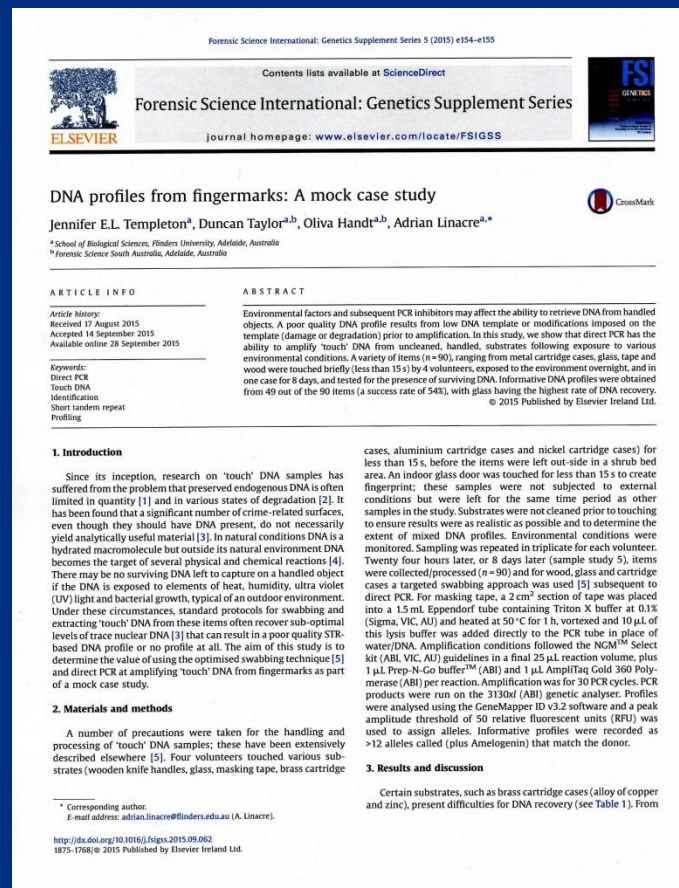 Forensic Science International: Genetics Supplement Series 5 (2015) e154–e155
Contents lists available at ScienceDirect
Forensic Science International: Genetics Supplement Series
journal homepage: www.elsevier.com/locate/FSIGSS
ELSEVIER
FSI
GENETICS
DNA profiles from fingermarks: A mock case study
CrossMark
Jennifer E.L. Templetonᵃ, Duncan Taylorᵃ,ᵇ, Oliva Handtᵃ,ᵇ, Adrian Linacreᵃ,*
ᵃ School of Biological Sciences, Flinders University, Adelaide, Australia
ᵇ Forensic Science South Australia, Adelaide, Australia
ARTICLE INFO
Article history:
Received 17 August 2015
Accepted 14 September 2015
Available online 28 September 2015
Keywords:
Direct PCR
Touch DNA
Identification
Short tandem repeat
Profiling
ABSTRACT
Environmental factors and subsequent PCR inhibitors may affect the ability to retrieve DNA from handled
objects. A poor quality DNA profile results from low DNA template or modifications imposed on the
template (damage or degradation) prior to amplification. In this study, we show that direct PCR has the
ability to amplify 'touch' DNA from uncleaned, handled, substrates following exposure to various
environmental conditions. A variety of items (n = 90), ranging from metal cartridge cases, glass, tape and
wood were touched briefly (less than 15 s) by 4 volunteers, exposed to the environment overnight, and in
one case for 8 days, and tested for the presence of surviving DNA. Informative DNA profiles were obtained
from 49 out of the 90 items (a success rate of 54%), with glass having the highest rate of DNA recovery.
© 2015 Published by Elsevier Ireland Ltd.
1. Introduction
Since its inception, research on 'touch' DNA samples has
suffered from the problem that preserved endogenous DNA is often
limited in quantity [1] and in various states of degradation [2]. It
has been found that a significant number of crime-related surfaces,
even though they should have DNA present, do not necessarily
yield analytically useful material [3]. In natural conditions DNA is a
hydrated macromolecule but outside its natural environment DNA
becomes the target of several physical and chemical reactions [4].
There may be no surviving DNA left to capture on a handled object
if the DNA is exposed to elements of heat, humidity, ultra violet
(UV) light and bacterial growth, typical of an outdoor environment.
Under these circumstances, standard protocols for swabbing and
extracting 'touch' DNA from these items often recover sub-optimal
levels of trace nuclear DNA [3] that can result in a poor quality STR-
based DNA profile or no profile at all. The aim of this study is to
determine the value of using the optimised swabbing technique [5]
and direct PCR at amplifying 'touch' DNA from fingermarks as part
of a mock case study.
2. Materials and methods
A number of precautions were taken for the handling and
processing of 'touch' DNA samples; these have been extensively
described elsewhere [5]. Four volunteers touched various sub-
strates (wooden knife handles, glass, masking tape, brass cartridge
* Corresponding author.
E-mail address: adrian.linacre@flinders.edu.au (A. Linacre).
cases, aluminium cartridge cases and nickel cartridge cases) for
less than 15 s, before the items were left out-side in a shrub bed
area. An indoor glass door was touched for less than 15 s to create
fingerprint; these samples were not subjected to external
conditions but were left for the same time period as other
samples in the study. Substrates were not cleaned prior to touching
to ensure results were as realistic as possible and to determine the
extent of mixed DNA profiles. Environmental conditions were
monitored. Sampling was repeated in triplicate for each volunteer.
Twenty four hours later, or 8 days later (sample study 5), items
were collected/processed (n = 90) and for wood, glass and cartridge
cases a targeted swabbing approach was used [5] subsequent to
direct PCR. For masking tape, a 2 cm² section of tape was placed
into a 1.5 mL Eppendorf tube containing Triton X buffer at 0.1%
(Sigma, VIC, AU) and heated at 50 °C for 1 h, vortexed and 10 μL of
this lysis buffer was added directly to the PCR tube in place of
water/DNA. Amplification conditions followed the NGM™ Select
kit (ABI, VIC, AU) guidelines in a final 25 μL reaction volume, plus
1 μL Prep-N-Go buffer™ (ABI) and 1 μL AmpliTaq Gold 360 Poly-
merase (ABI) per reaction. Amplification was for 30 PCR cycles. PCR
products were run on the 3130xl (ABI) genetic analyser. Profiles
were analysed using the GeneMapper ID v3.2 software and a peak
amplitude threshold of 50 relative fluorescent units (RFU) was
used to assign alleles. Informative profiles were recorded as
>12 alleles called (plus Amelogenin) that match the donor.
3. Results and discussion
Certain substrates, such as brass cartridge cases (alloy of copper
and zinc), present difficulties for DNA recovery (see Table 1). From
http://dx.doi.org/10.1016/j.fsigss.2015.09.062
1875-1768/© 2015 Published by Elsevier Ireland Ltd.